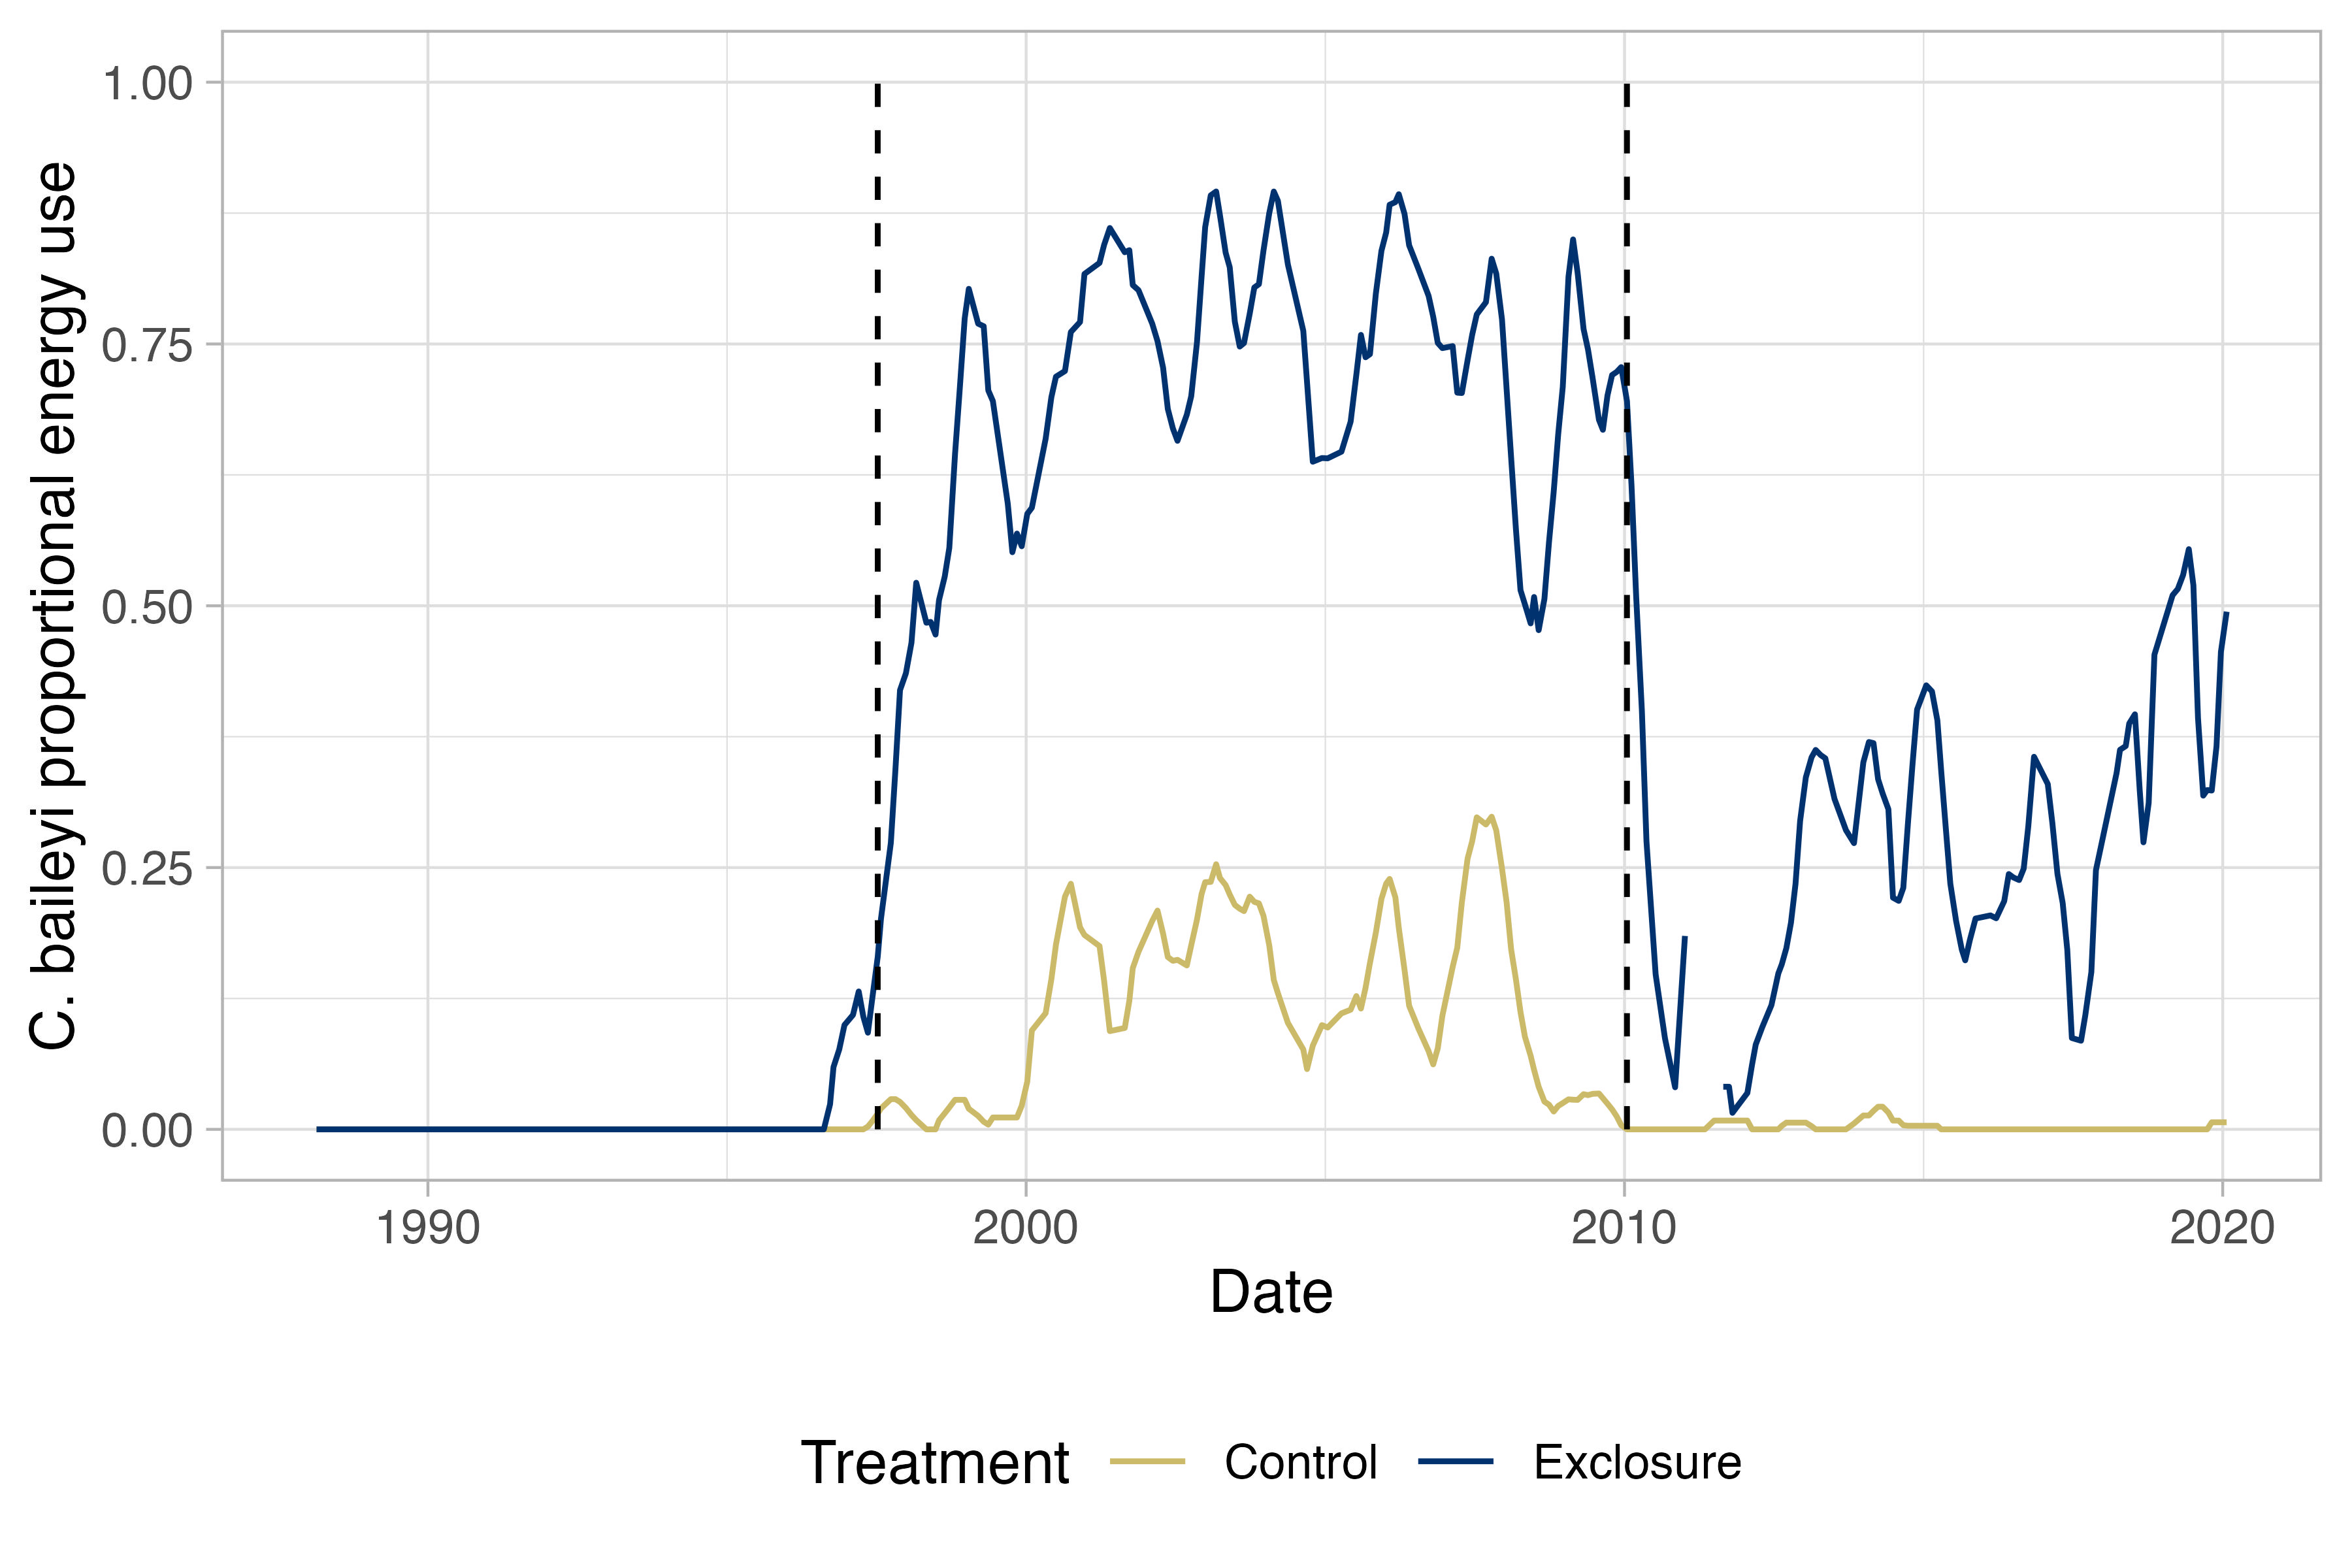 C. baileyi proportional energy use
1.00
0.75
0.50
0.25
0.00
1990 2000 2010 2020
Date
Treatment Control Exclosure